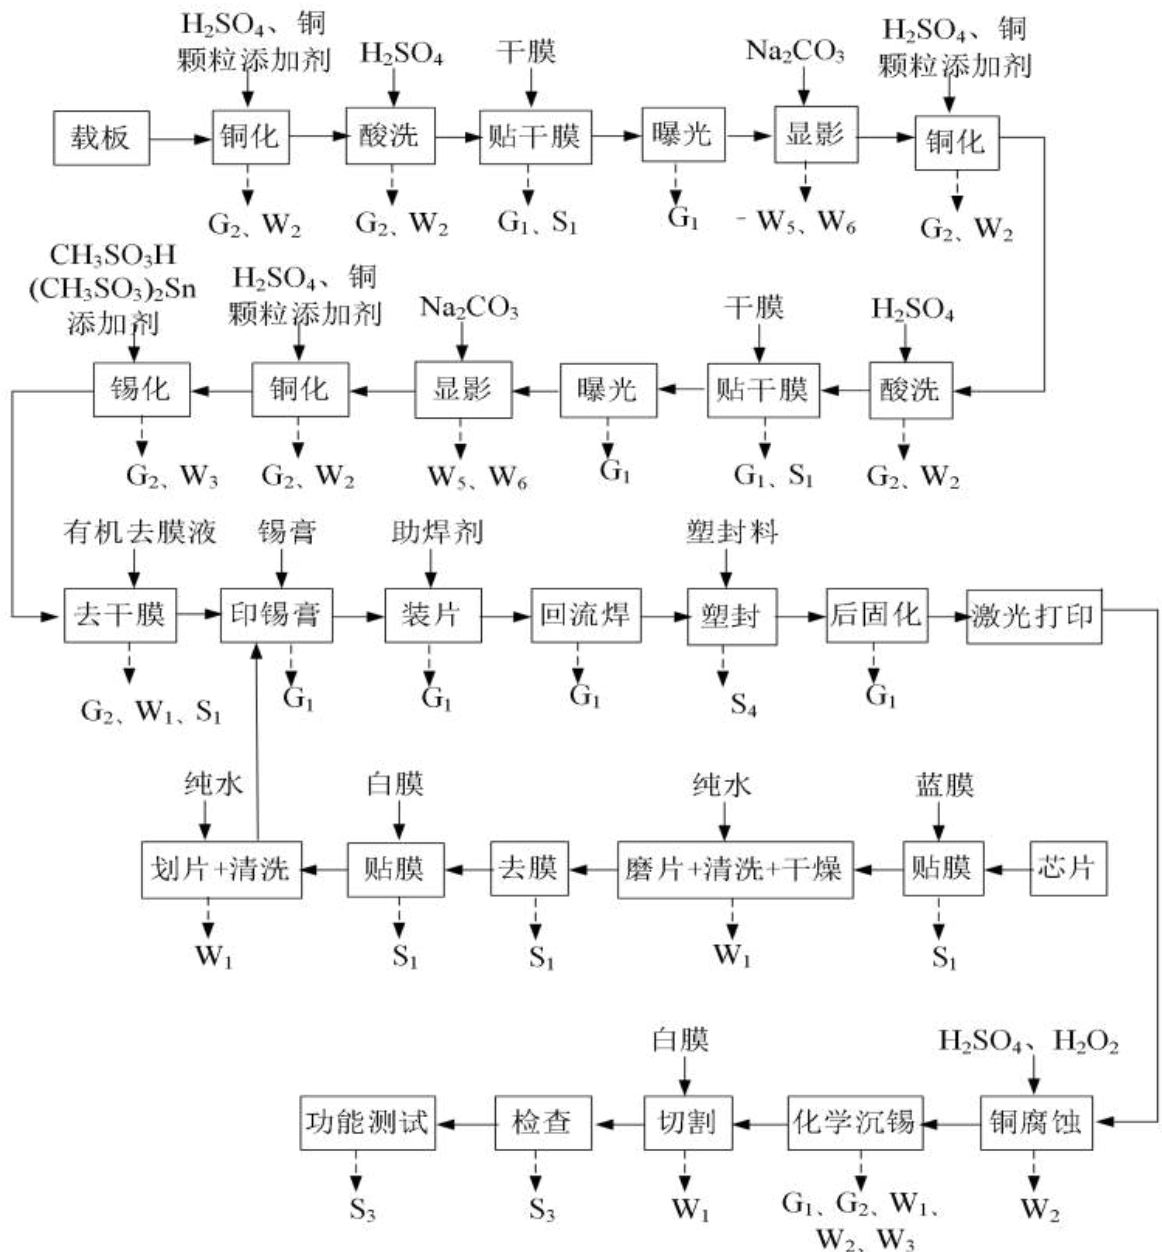 H₂SO₄、铜
颗粒添加剂
H₂SO₄
干膜
Na₂CO₃
H₂SO₄、铜
颗粒添加剂
载板
铜化
酸洗
贴干膜
曝光
显影
铜化
G₂、W₂
G₂、W₂
G₁、S₁
G₁
- W₅、W₆
G₂、W₂
CH₃SO₃H
(CH₃SO₃)₂Sn
添加剂
H₂SO₄、铜
颗粒添加剂
Na₂CO₃
干膜
H₂SO₄
锡化
铜化
显影
曝光
贴干膜
酸洗
G₂、W₃
G₂、W₂
W₅、W₆
G₁
G₁、S₁
G₂、W₂
有机去膜液
锡膏
助焊剂
塑封料
去干膜
印锡膏
装片
回流焊
塑封
后固化
激光打印
G₂、W₁、S₁
G₁
G₁
G₁
S₄
G₁
纯水
白膜
纯水
蓝膜
划片+清洗
贴膜
去膜
磨片+清洗+干燥
贴膜
芯片
W₁
S₁
S₁
W₁
S₁
白膜
H₂SO₄、H₂O₂
功能测试
检查
切割
化学沉锡
铜腐蚀
S₃
S₃
W₁
G₁、G₂、W₁、
W₂、W₃
W₂